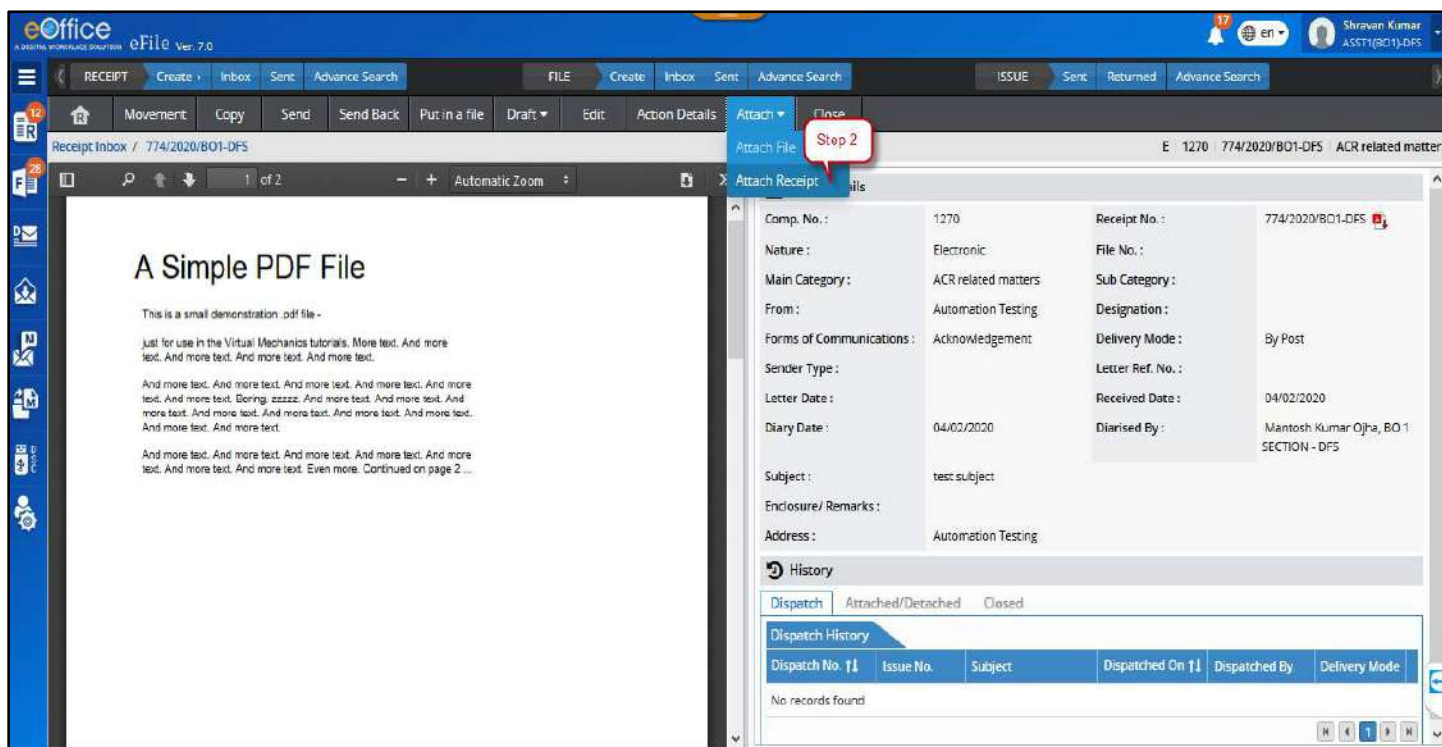 eOffice
A DIGITAL WORKPLACE SOLUTION
eFile Ver. 7.0
17
en
Shravan Kumar
ASST1(BO1)-DFS
RECEIPT Create Inbox Sent Advance Search FILE Create Inbox Sent Advance Search ISSUE Sent Returned Advance Search
12
R
R Movement Copy Send Send Back Put in a file Draft Edit Action Details Attach Close
Receipt Inbox / 774/2020/BO1-DFS
Attach File
Step 2
E 1270 774/2020/BO1-DFS ACR related matter
28
F
1 of 2 Automatic Zoom
Attach Receipt
ails
Comp. No. : 1270 Receipt No. : 774/2020/BO1-DFS
Nature : Electronic File No. :
Main Category : ACR related matters Sub Category :
From : Automation Testing Designation :
Forms of Communications : Acknowledgement Delivery Mode : By Post
Sender Type : Letter Ref. No. :
Letter Date : Received Date : 04/02/2020
Diary Date : 04/02/2020 Diarised By : Mantosh Kumar Ojha, BO 1
SECTION - DFS
Subject : test subject
Enclosure/ Remarks :
Address : Automation Testing
History
Dispatch Attached/Detached Closed
Dispatch History
Dispatch No. Issue No. Subject Dispatched On Dispatched By Delivery Mode
No records found
1
A Simple PDF File
This is a small demonstration .pdf file -
just for use in the Virtual Mechanics tutorials. More text. And more
text. And more text. And more text. And more text.
And more text. And more text. And more text. And more text. And more
text. And more text. Boring, zzzzz. And more text. And more text. And
more text. And more text. And more text. And more text. And more text.
And more text. And more text.
And more text. And more text. And more text. And more text. And more
text. And more text. And more text. Even more. Continued on page 2 ...
D
N
M
DSC